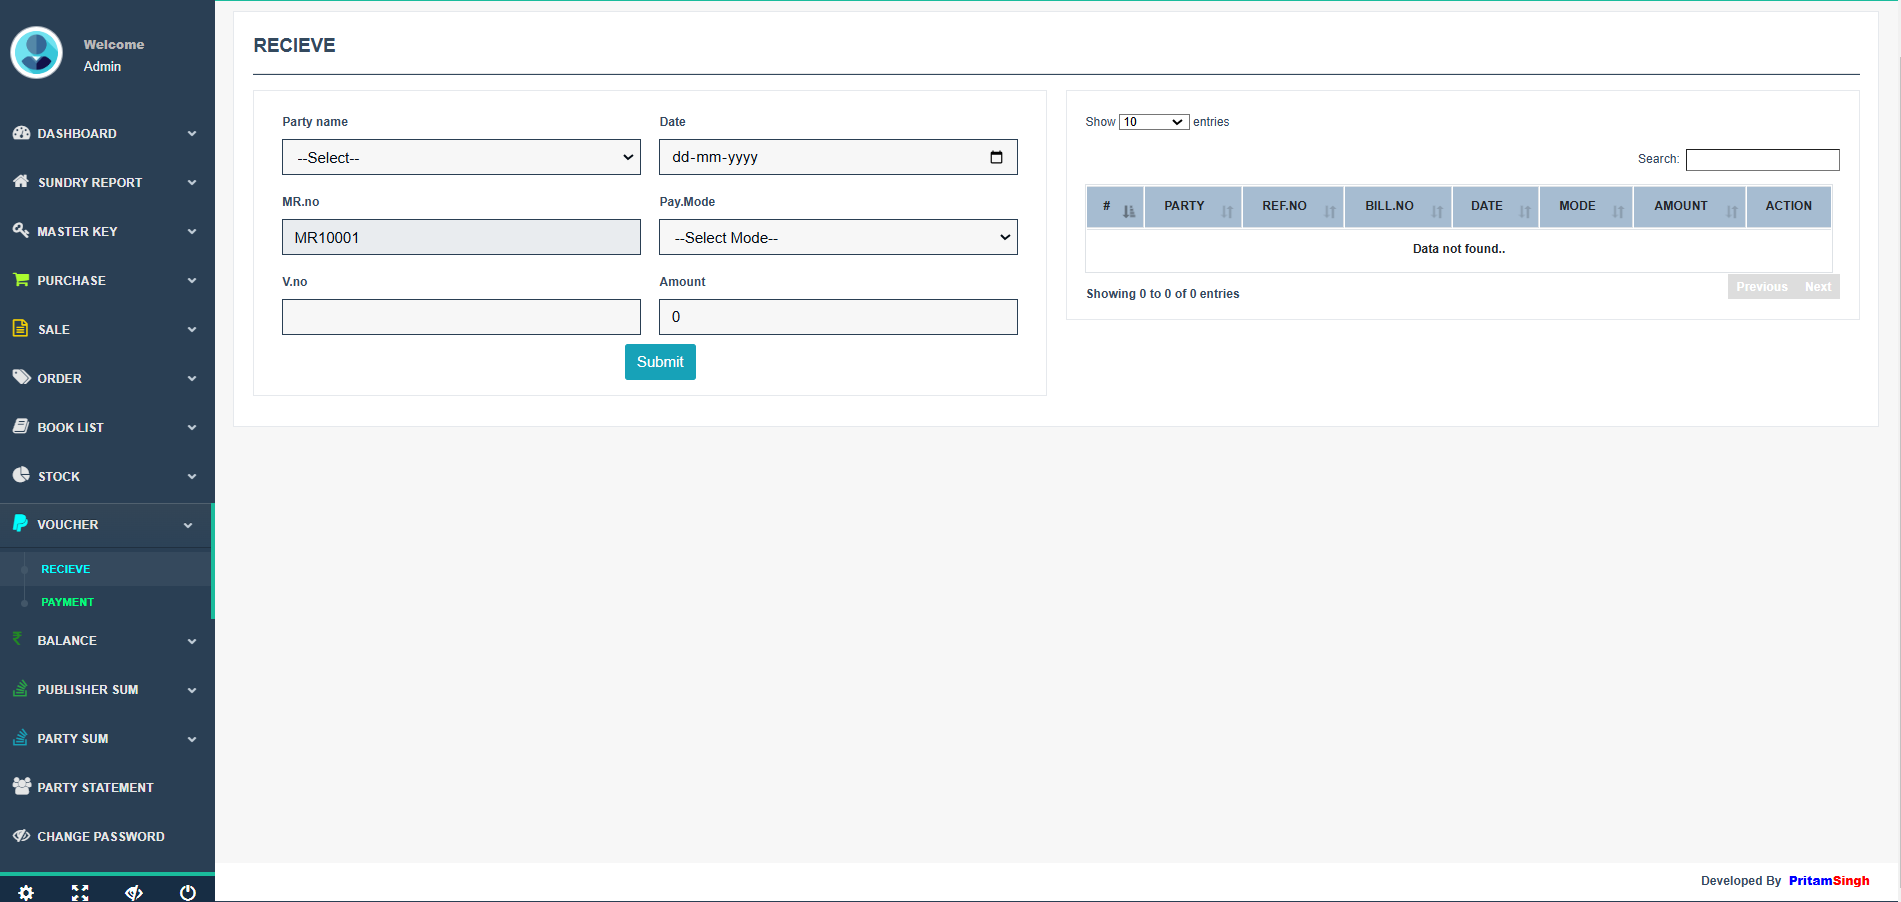 Welcome
Admin
DASHBOARD
SUNDRY REPORT
MASTER KEY
PURCHASE
SALE
ORDER
BOOK LIST
STOCK
VOUCHER
RECIEVE
PAYMENT
BALANCE
PUBLISHER SUM
PARTY SUM
PARTY STATEMENT
CHANGE PASSWORD
RECIEVE
Party name
Date
--Select--
dd-mm-yyyy
MR.no
Pay.Mode
MR10001
--Select Mode--
V.no
Amount
0
Submit
Show 10 entries
Search:
# PARTY REF.NO BILL.NO DATE MODE AMOUNT ACTION
Data not found..
Showing 0 to 0 of 0 entries
Previous Next
Developed By PritamSingh